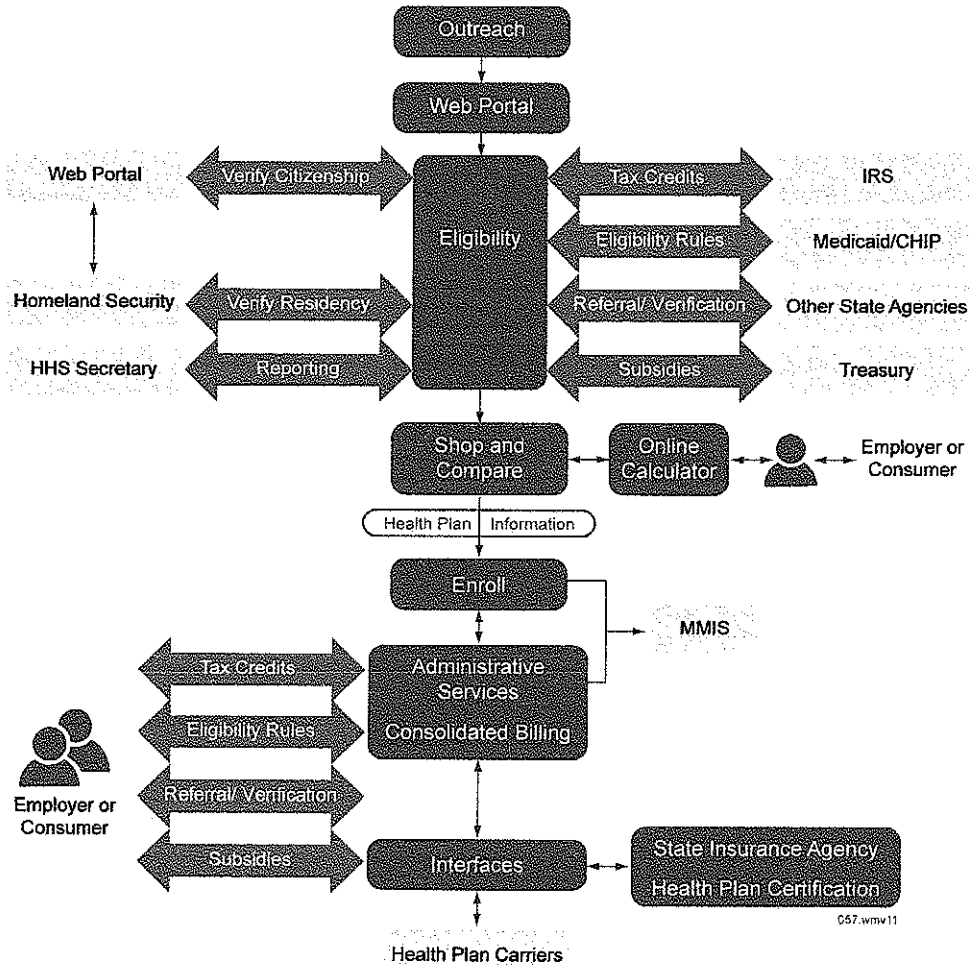 Outreach
Web Portal
Web Portal
Verify Citizenship
Eligibility
Tax Credits
IRS
Eligibility Rules
Medicaid/CHIP
Homeland Security
Verify Residency
Referral/ Verification
Other State Agencies
HHS Secretary
Reporting
Subsidies
Treasury
Shop and
Compare
Online
Calculator
Employer or
Consumer
Health Plan Information
Enroll
MMIS
Tax Credits
Administrative
Services
Consolidated Billing
Eligibility Rules
Referral/ Verification
Employer or
Consumer
Subsidies
Interfaces
State Insurance Agency
Health Plan Certification
C57.wmv11
Health Plan Carriers